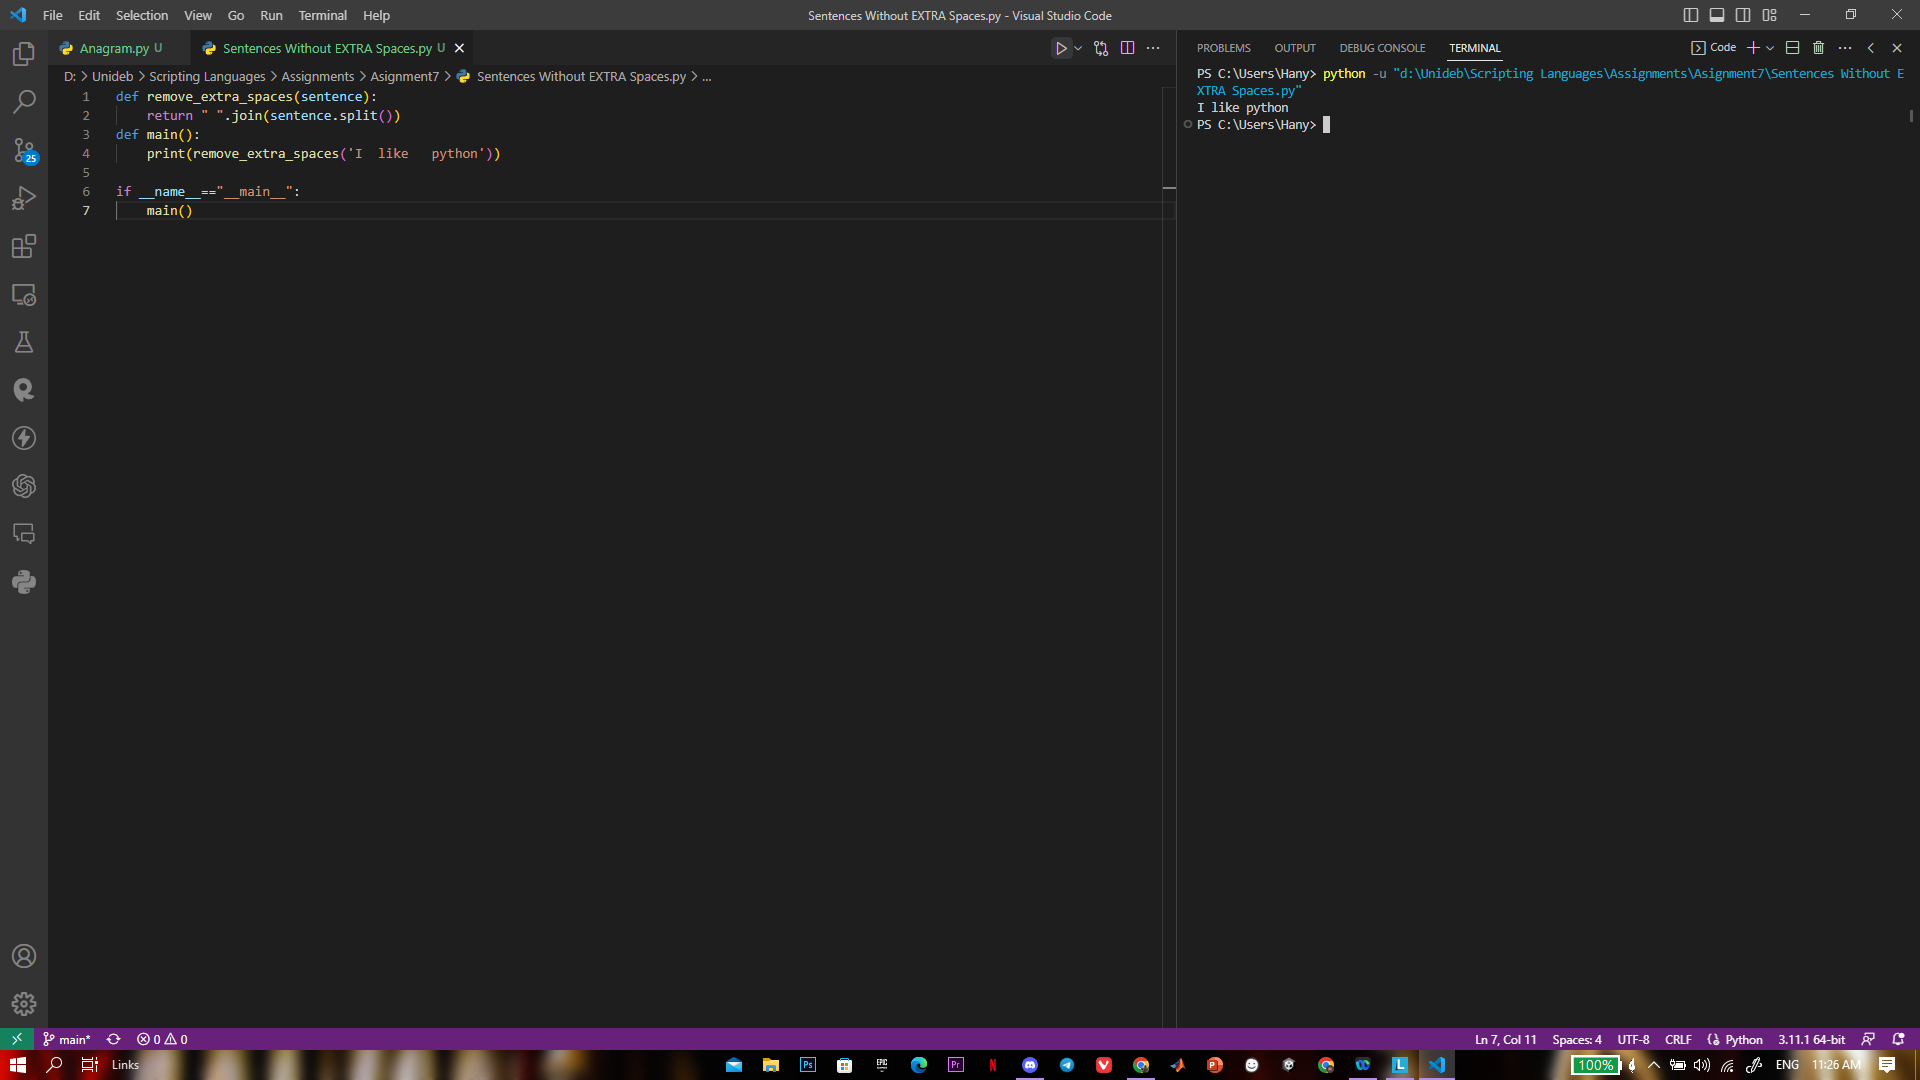 File Edit Selection View Go Run Terminal Help
Sentences Without EXTRA Spaces.py - Visual Studio Code
Anagram.py U
Sentences Without EXTRA Spaces.py U
D: > Unideb > Scripting Languages > Assignments > Asignment7 > Sentences Without EXTRA Spaces.py > ...
1 def remove_extra_spaces(sentence):
2     return " ".join(sentence.split())
3 def main():
4     print(remove_extra_spaces('I  like   python'))
5
6 if __name__=="__main__":
7     main()
PROBLEMS OUTPUT DEBUG CONSOLE TERMINAL
Code
PS C:\Users\Hany> python -u "d:\Unideb\Scripting Languages\Assignments\Asignment7\Sentences Without E
XTRA Spaces.py"
I like python
PS C:\Users\Hany>
25
main* 0 0
Ln 7, Col 11 Spaces: 4 UTF-8 CRLF Python 3.11.1 64-bit
Links
Ps
EPIC
Pr
N
L
100%
ENG 11:26 AM